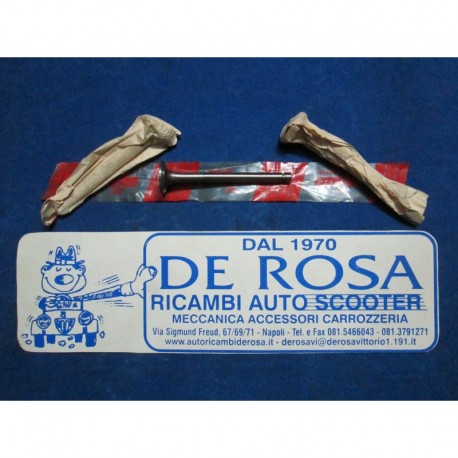 DAL 1970
DE ROSA
RICAMBI AUTO SCOOTER
MECCANICA ACCESSORI CARROZZERIA
Via Sigmund Freud, 67/69/71 - Napoli - Tel. e Fax 081.5466043 - 081.3791271
www.autoricambiderosa.it - derosavi@derosavittorio1.191.it